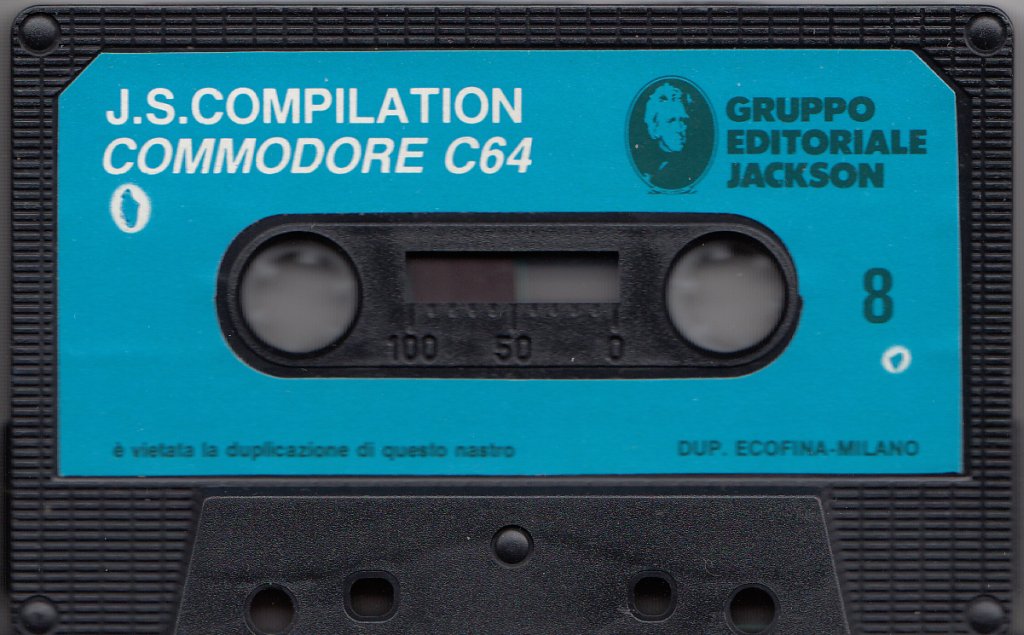 J.S.COMPILATION
COMMODORE C64
GRUPPO
EDITORIALE
JACKSON
100 50 0
8
è vietata la duplicazione di questo nastro
DUP. ECOFINA-MILANO